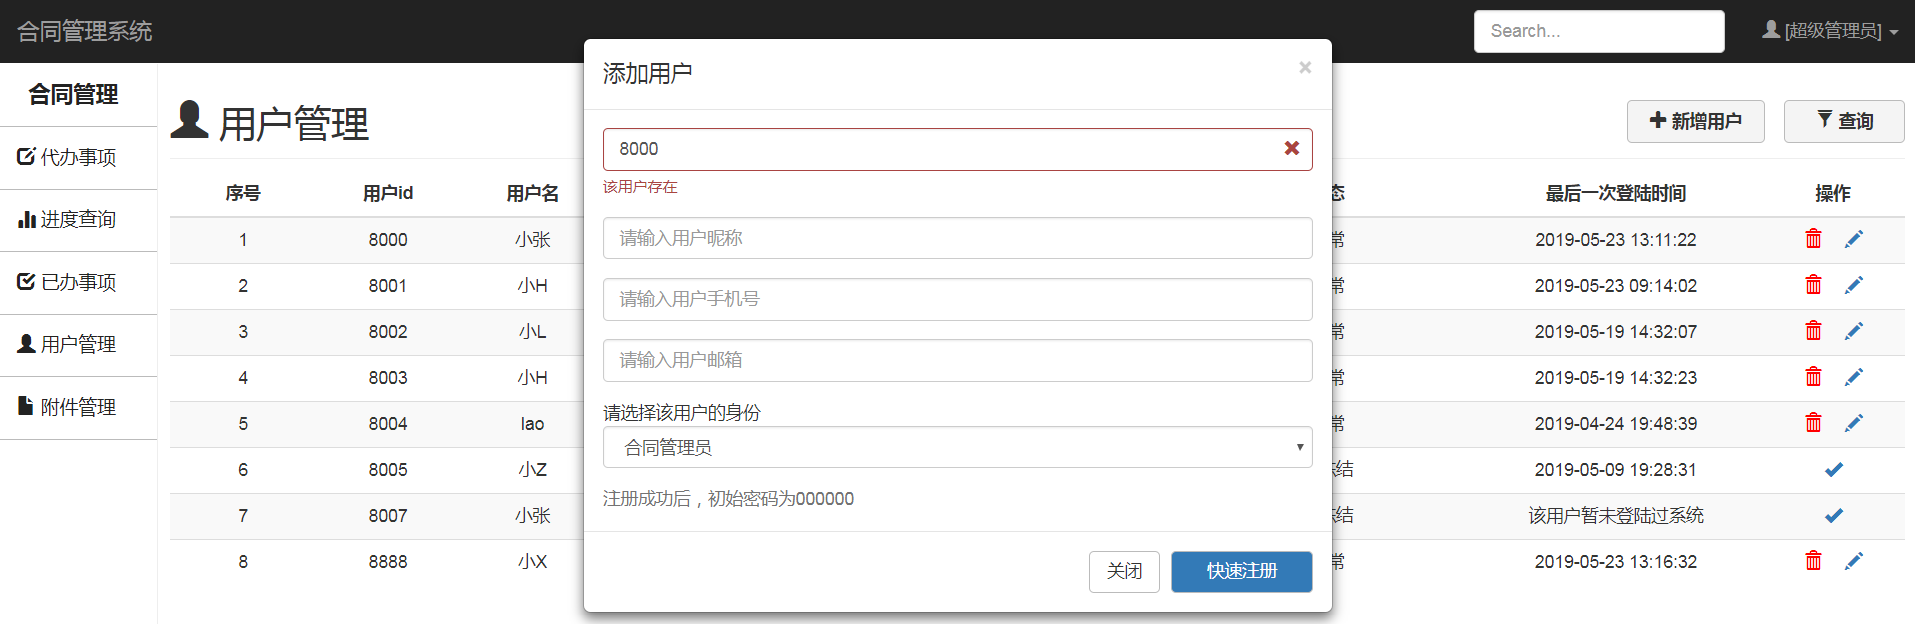 合同管理系统
Search...
[超级管理员]
合同管理
代办事项
进度查询
已办事项
用户管理
附件管理
用户管理
新增用户
查询
序号 用户id 用户名 态 最后一次登陆时间 操作
1 8000 小张 常 2019-05-23 13:11:22
2 8001 小H 常 2019-05-23 09:14:02
3 8002 小L 常 2019-05-19 14:32:07
4 8003 小H 常 2019-05-19 14:32:23
5 8004 lao 常 2019-04-24 19:48:39
6 8005 小Z 结 2019-05-09 19:28:31
7 8007 小张 结 该用户暂未登陆过系统
8 8888 小X 常 2019-05-23 13:16:32
添加用户
×
8000
该用户存在
请输入用户昵称
请输入用户手机号
请输入用户邮箱
请选择该用户的身份
合同管理员
注册成功后，初始密码为000000
关闭
快速注册